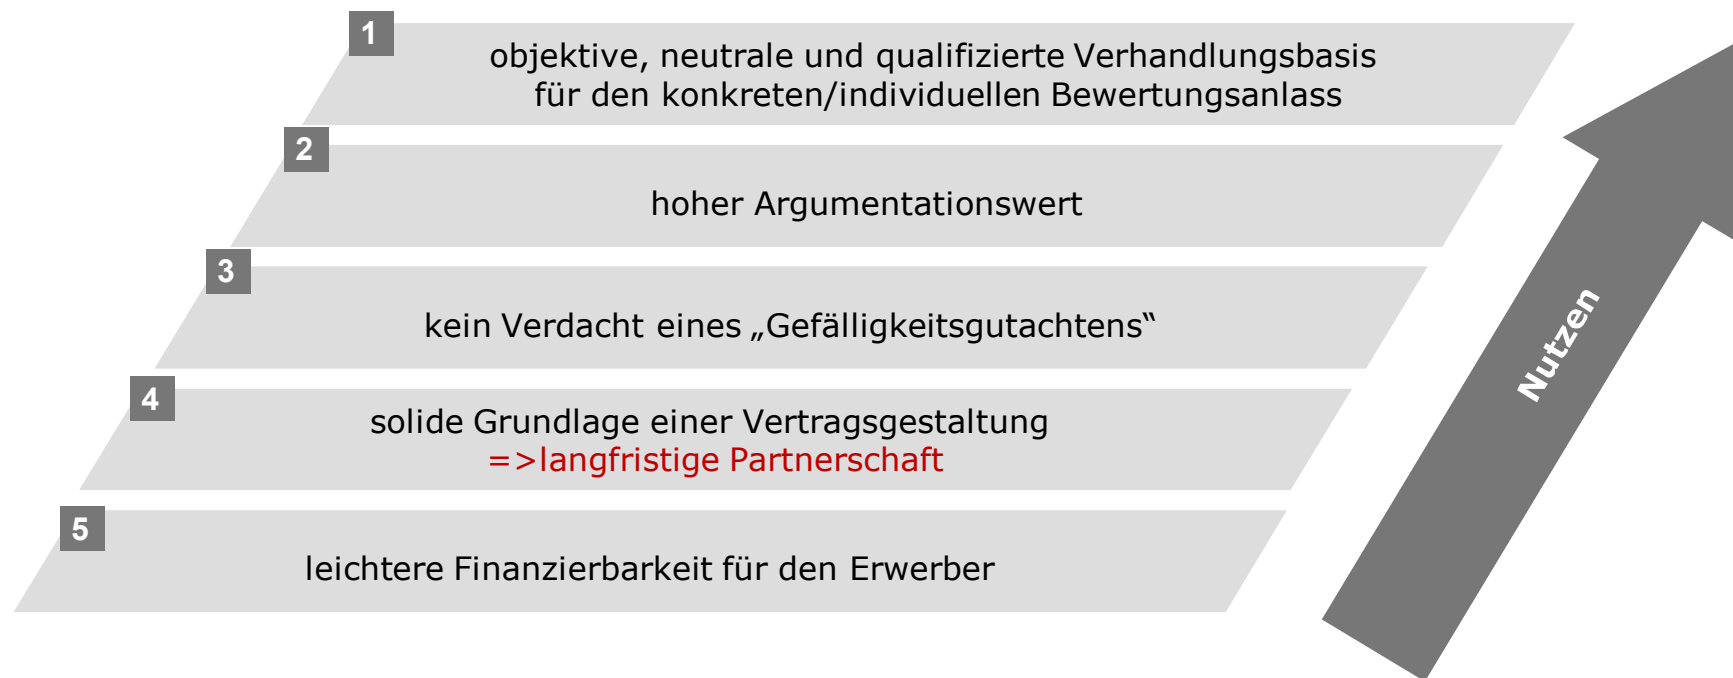 1
objektive, neutrale und qualifizierte Verhandlungsbasis
für den konkreten/individuellen Bewertungsanlass
2
hoher Argumentationswert
3
kein Verdacht eines „Gefälligkeitsgutachtens“
4
solide Grundlage einer Vertragsgestaltung
=>langfristige Partnerschaft
5
leichtere Finanzierbarkeit für den Erwerber
Nutzen